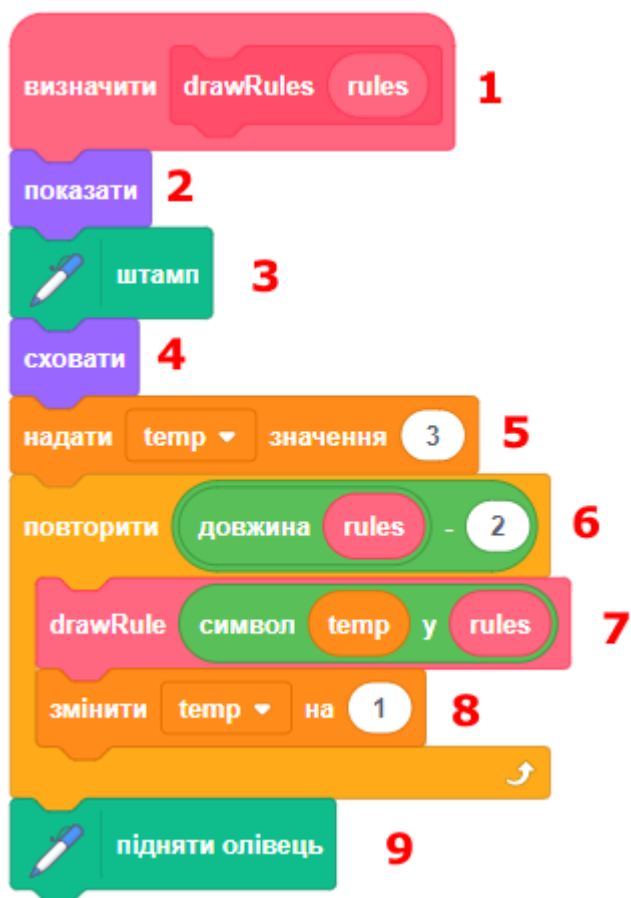 визначити drawRules rules 1
показати 2
штамп 3
сховати 4
надати temp значення 3 5
повторити довжина rules - 2 6
drawRule символ temp у rules 7
змінити temp на 1 8
підняти олівець 9